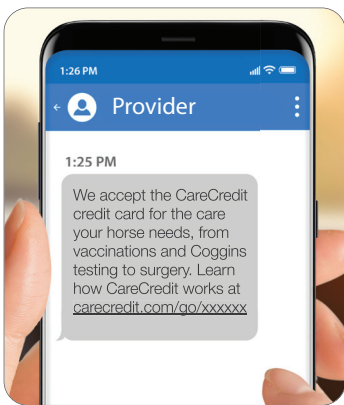 1:26 PM
Provider
1:25 PM
We accept the CareCredit
credit card for the care
your horse needs, from
vaccinations and Coggins
testing to surgery. Learn
how CareCredit works at
carecredit.com/go/xxxxxx